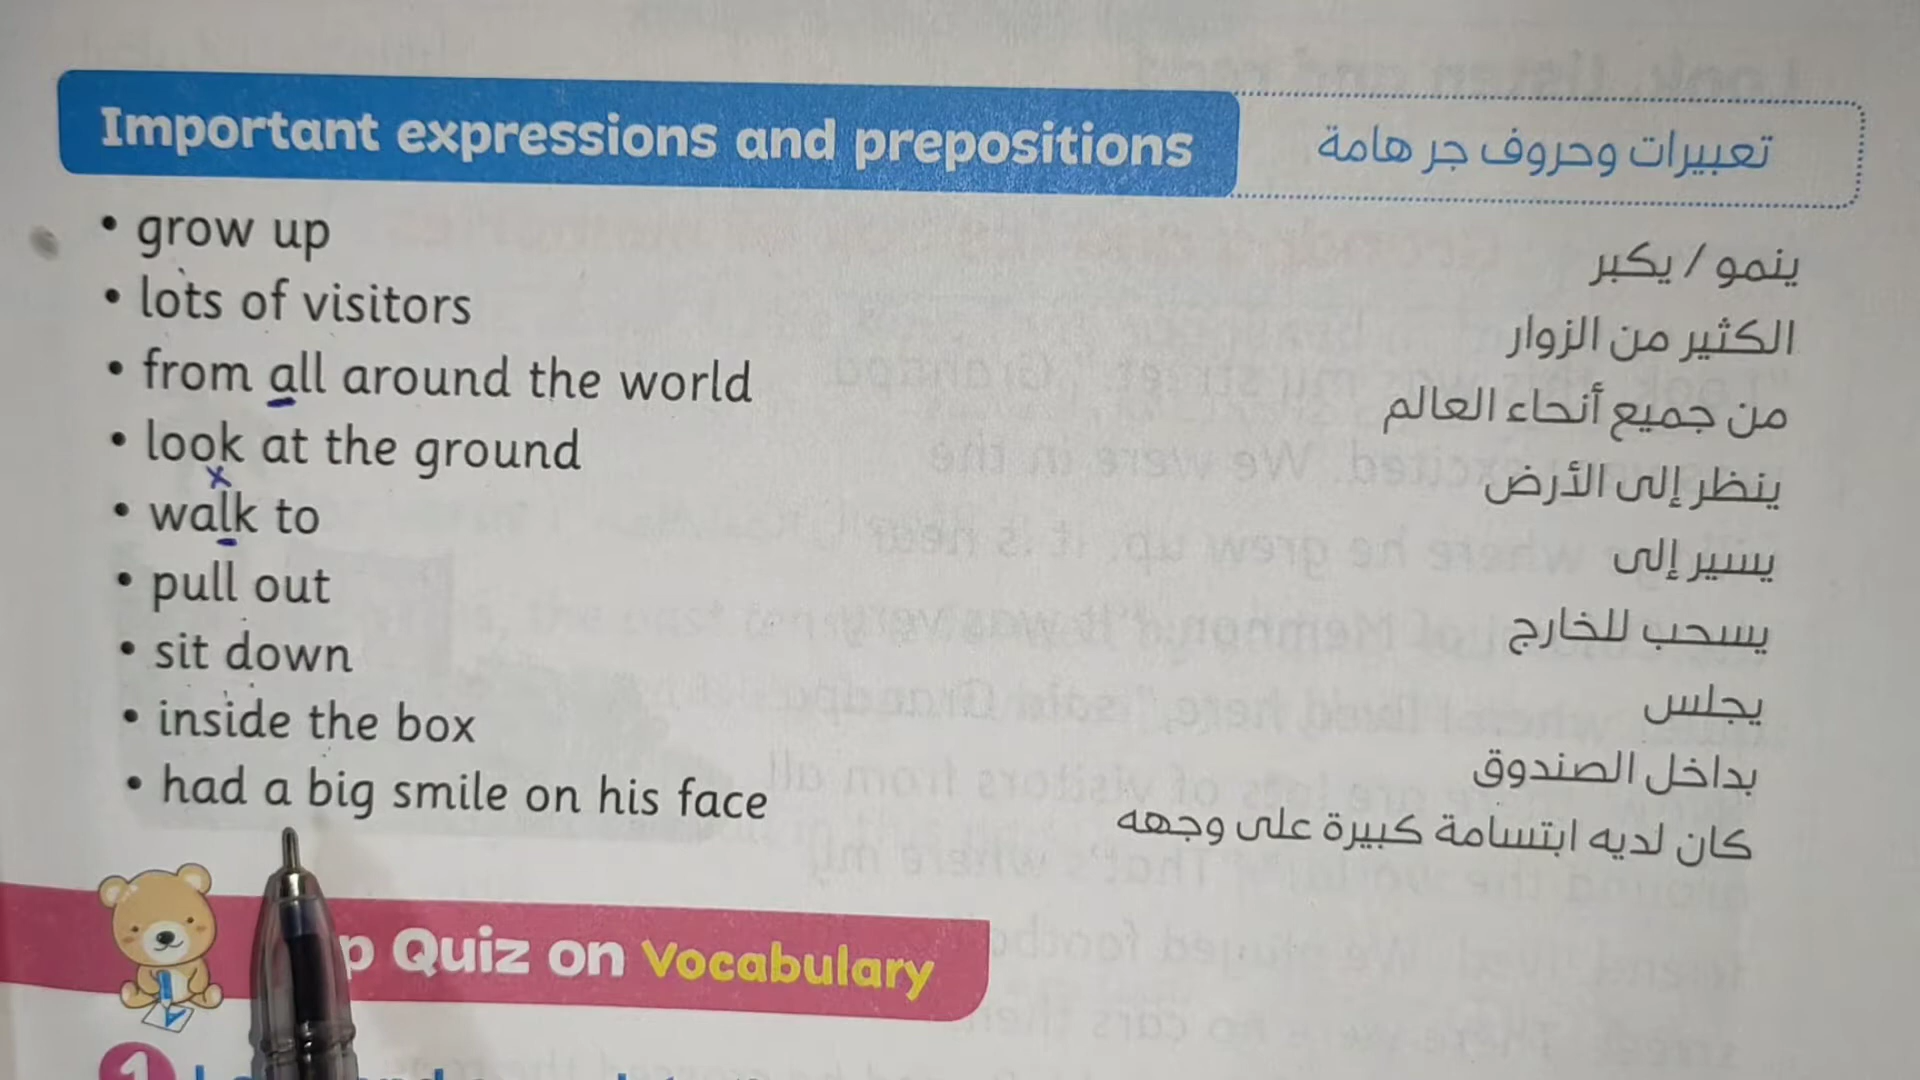 Important expressions and prepositions
تعبيرات وحروف جر هامة
• grow up
ينمو / يكبر
• lots of visitors
الكثير من الزوار
• from all around the world
من جميع أنحاء العالم
• look at the ground
ينظر إلى الأرض
• walk to
يسير إلى
• pull out
يسحب للخارج
• sit down
يجلس
• inside the box
بداخل الصندوق
• had a big smile on his face
كان لديه ابتسامة كبيرة على وجهه
Quiz on Vocabulary
1